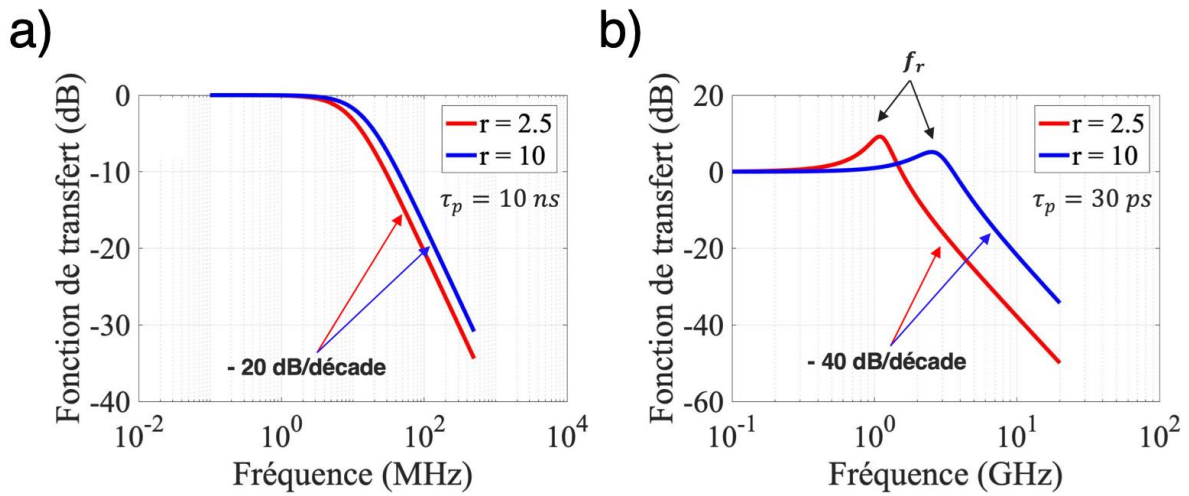 a)
Fonction de transfert (dB)
0
-10
-20
-30
-40
r = 2.5
r = 10
τₚ = 10 ns
- 20 dB/décade
10⁻² 10⁰ 10² 10⁴
Fréquence (MHz)
b)
Fonction de transfert (dB)
fᵣ
20
0
-20
-40
-60
r = 2.5
r = 10
τₚ = 30 ps
- 40 dB/décade
10⁻¹ 10⁰ 10¹ 10²
Fréquence (GHz)